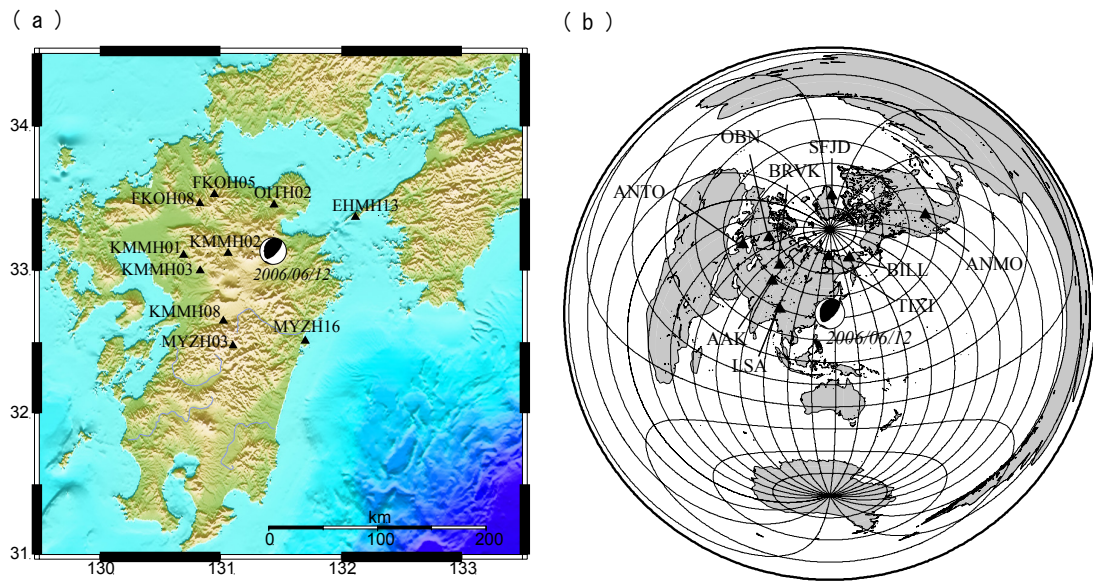 ( a )
34
33
32
31
130
131
132
133
FKOH05
FKOH08
OITH02
EHMH13
KMMH01
KMMH02
KMMH03
2006/06/12
KMMH08
MYZH16
MYZH03
km
0
100
200
( b )
OBN
SFJD
BRVK
ANTO
ANMO
BILL
TIXI
2006/06/12
AAK
LSA